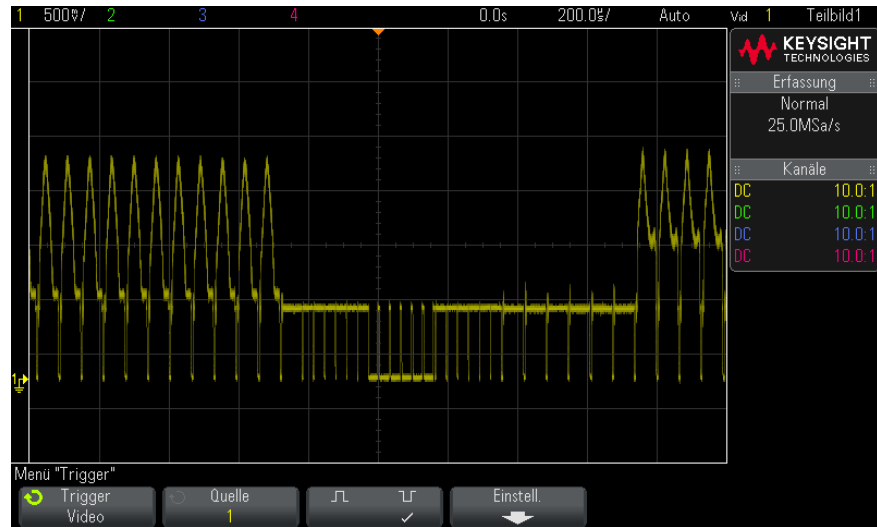 1 500㎷/ 2 3 4 0.0s 200.0㎲/ Auto Vid 1 Teilbild1
KEYSIGHT
TECHNOLOGIES
Erfassung
Normal
25.0MSa/s
Kanäle
DC 10.0:1
DC 10.0:1
DC 10.0:1
DC 10.0:1
1
Menü "Trigger"
Trigger
Video
Quelle
1
Einstell.